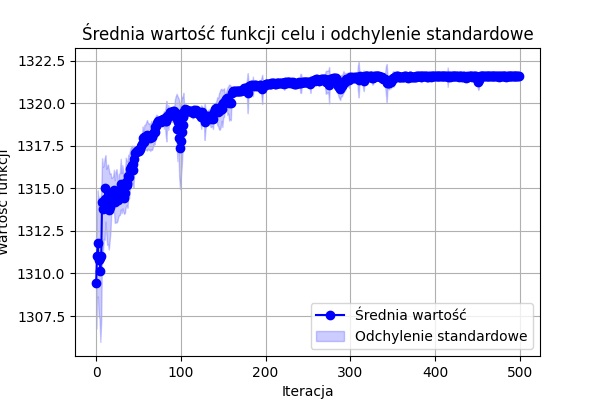 Średnia wartość funkcji celu i odchylenie standardowe
1322.5
1320.0
1317.5
1315.0
1312.5
1310.0
1307.5
Wartość funkcji
0 100 200 300 400 500
Iteracja
Średnia wartość
Odchylenie standardowe